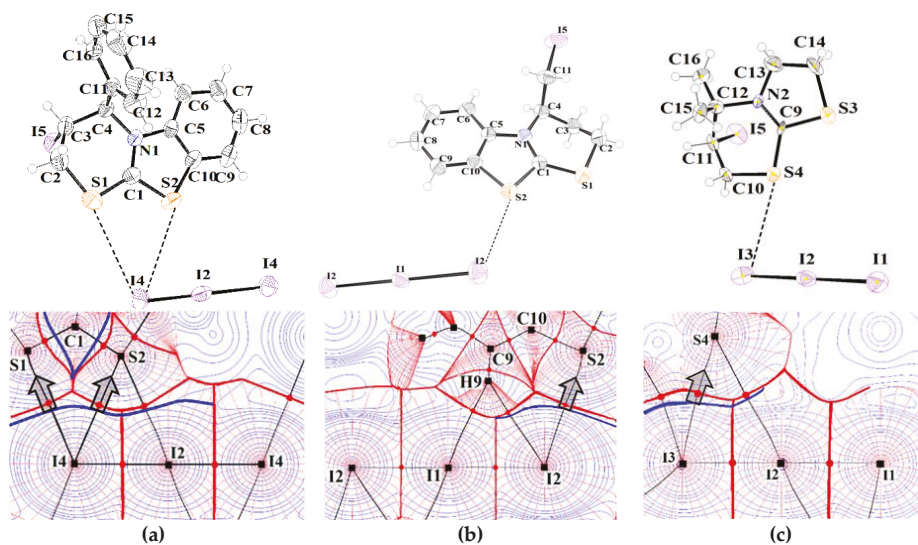 C15
C14
C16
C13
C11
C12
C6
C7
I5
C3
C4
C5
C8
C2
N1
C10
C9
S1
C1
S2
I4
I2
I4
I5
C11
C7
C6
C5
C4
C8
N1
C3
C2
C9
C10
C1
S1
S2
I2
I1
I2
C14
C16
C13
C12
N2
S3
C15
I5
C9
C11
C10
S4
I3
I2
I1
C1
S1
S2
I4
I2
I4
C10
C9
S2
H9
I2
I1
I2
S4
I3
I2
I1
(a)
(b)
(c)